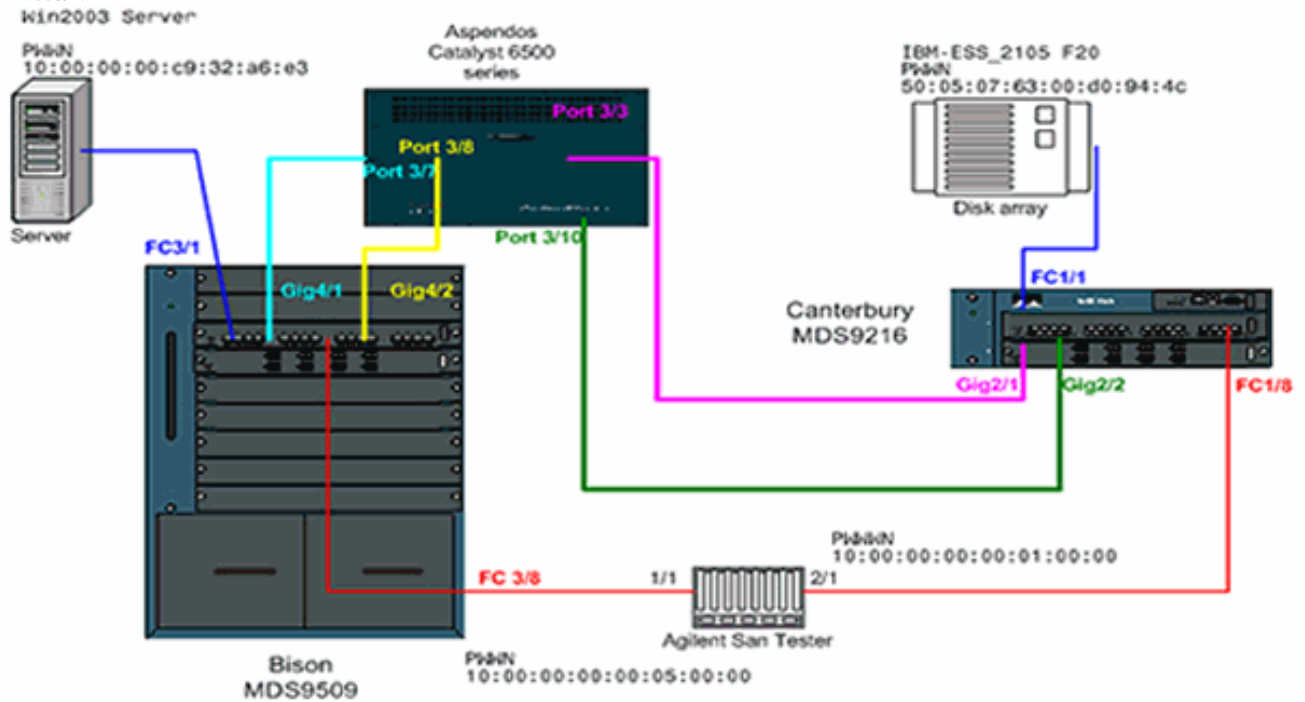 Win2003 Server
PWWN
10:00:00:00:c9:32:a6:e3
Server
Aspendos
Catalyst 6500
series
Port 3/3
Port 3/8
Port 3/7
Port 3/10
IBM-ESS_2105 F20
PWWN
50:05:07:63:00:d0:94:4c
Disk array
FC3/1
Gig4/1
Gig4/2
FC1/1
Canterbury
MDS9216
Gig2/1
Gig2/2
FC1/8
PWWN
10:00:00:00:00:01:00:00
FC 3/8
1/1
2/1
Agilent San Tester
Bison
MDS9509
PWWN
10:00:00:00:00:05:00:00